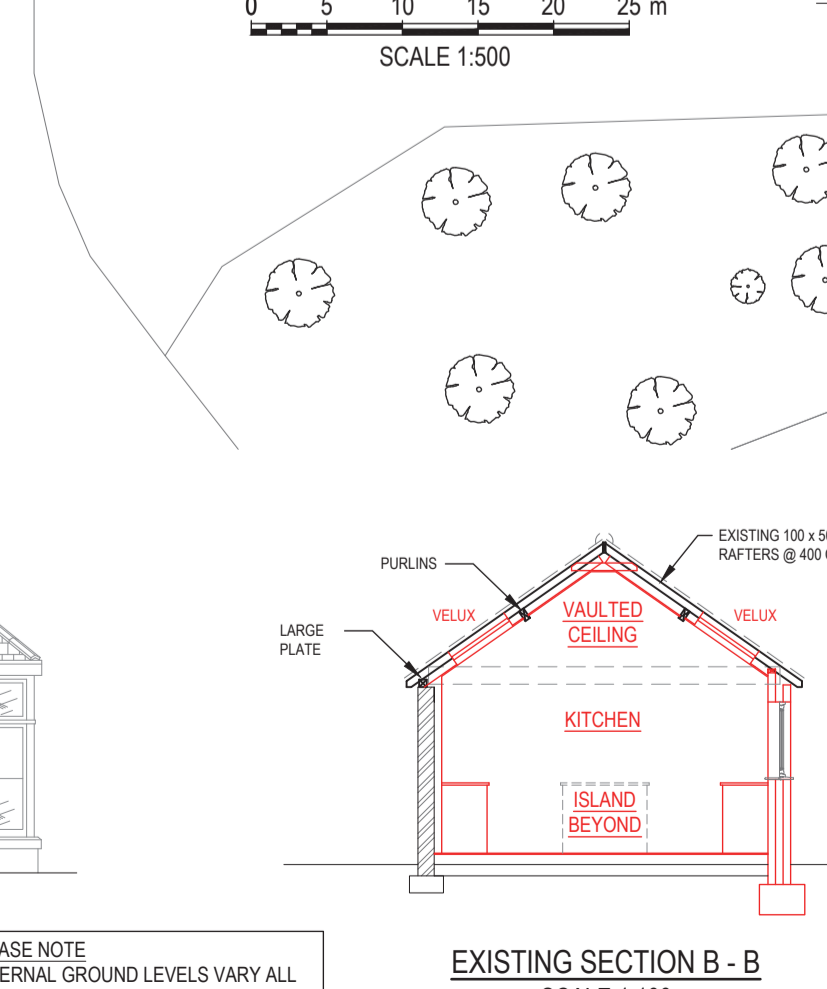 0 5 10 15 20 25 m
SCALE 1:500
EXISTING 100 x
RAFTERS @ 400
PURLINS
VELUX
VAULTED
CEILING
VELUX
LARGE
PLATE
KITCHEN
ISLAND
BEYOND
ASE NOTE
ERNAL GROUND LEVELS VARY ALL
EXISTING SECTION B - B